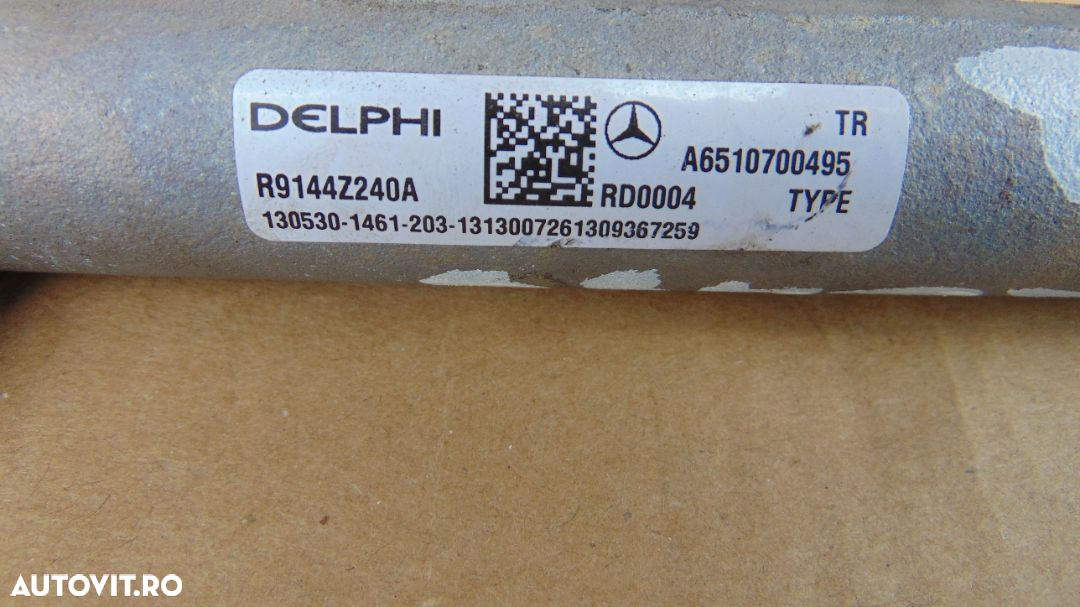 DELPHI
TR
A6510700495
R9144Z240A
RD0004
TYPE
130530-1461-203-1313007261309367259
AUTOVIT.RO